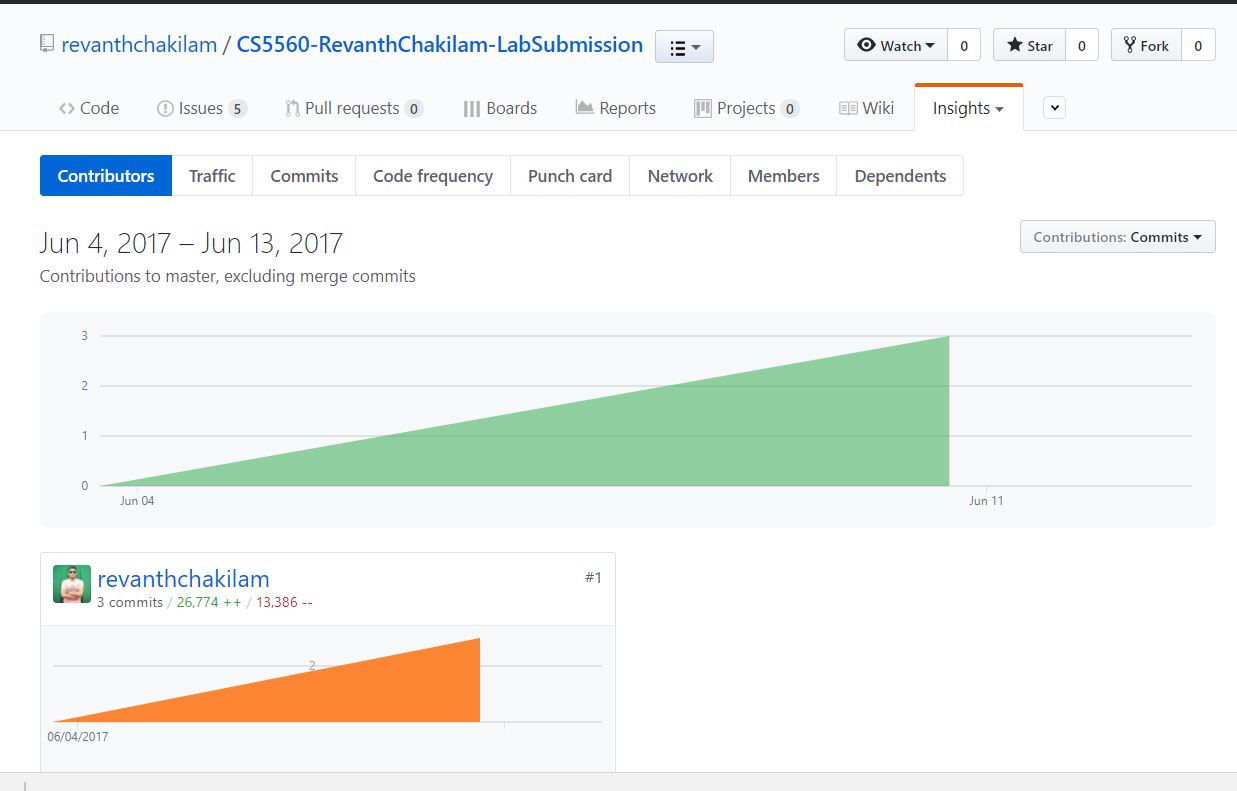 revanthchakilam / CS5560-RevanthChakilam-LabSubmission Watch 0 Star 0 Fork 0
Code Issues 5 Pull requests 0 Boards Reports Projects 0 Wiki Insights
Contributors Traffic Commits Code frequency Punch card Network Members Dependents
Jun 4, 2017 – Jun 13, 2017 Contributions: Commits
Contributions to master, excluding merge commits
3
2
1
0
Jun 04 Jun 11
revanthchakilam #1
3 commits / 26,774 ++ / 13,386 --
2
06/04/2017